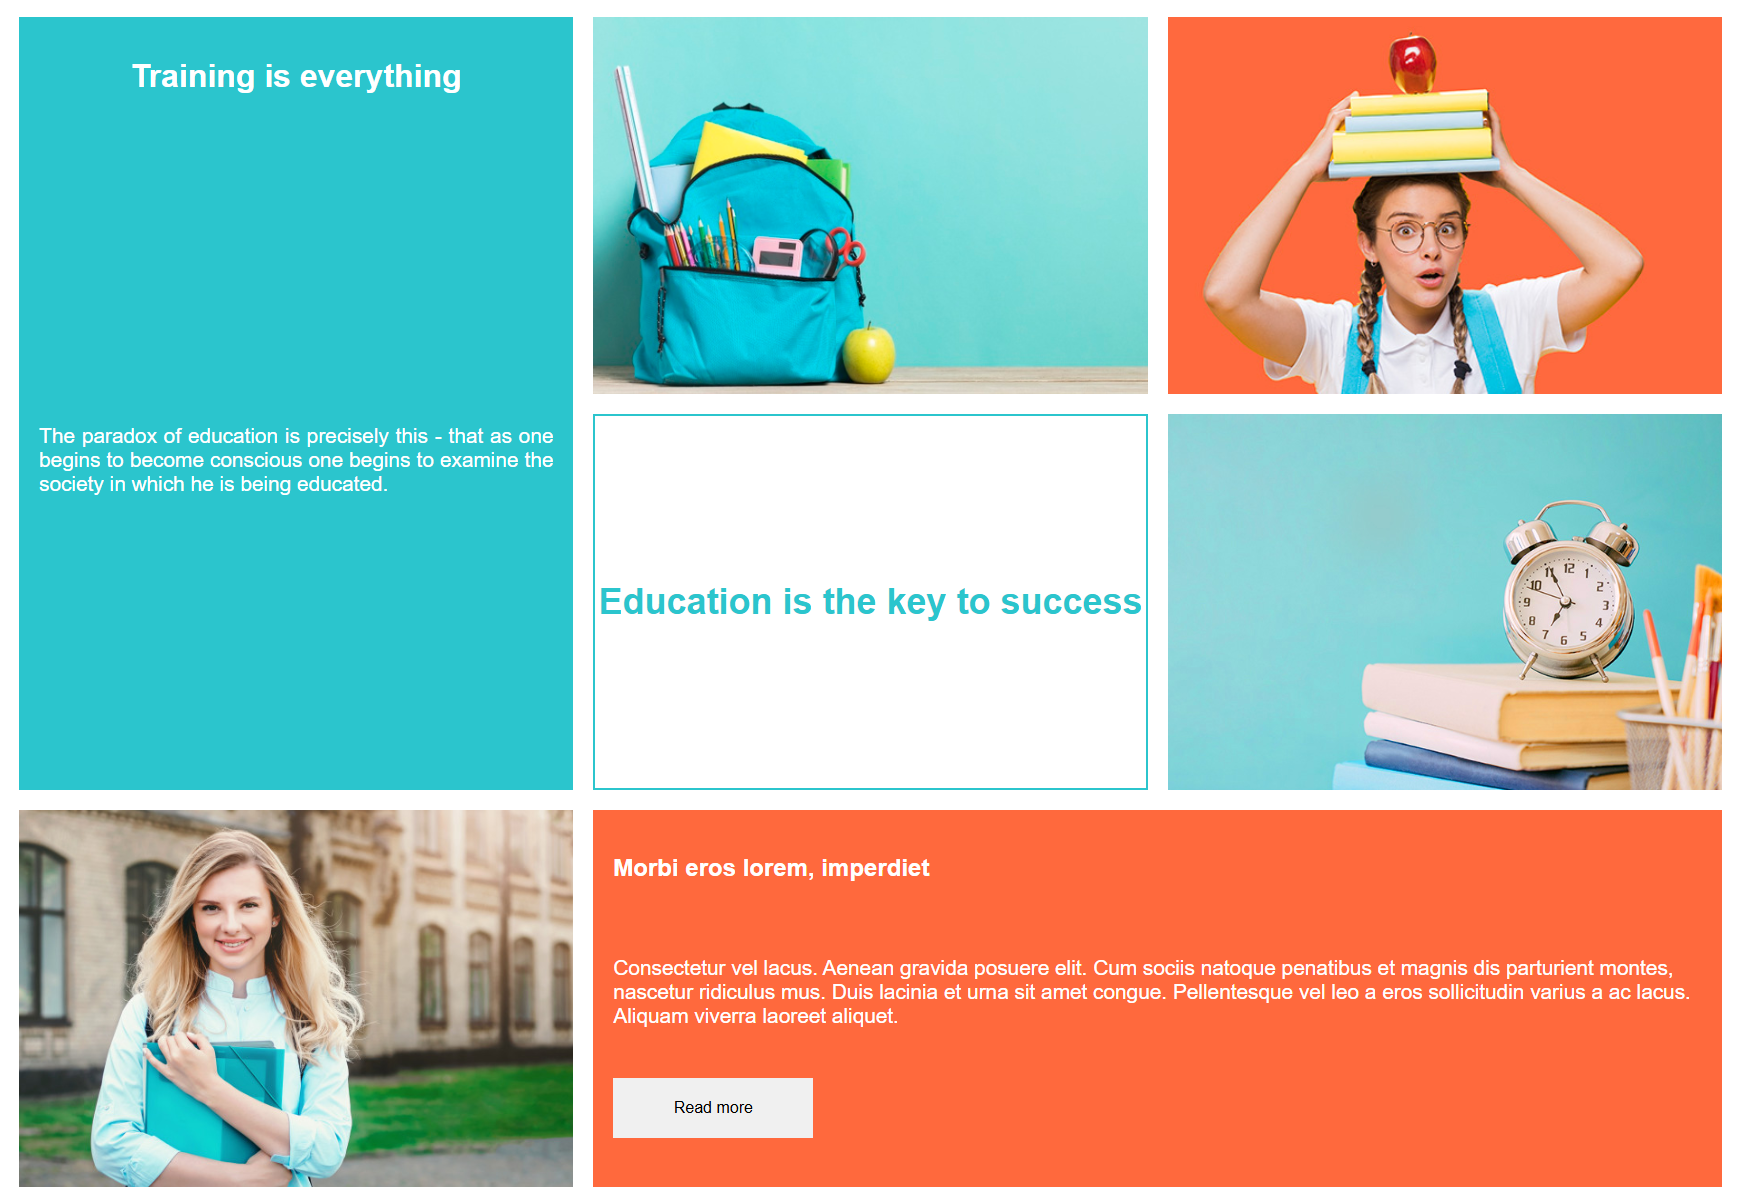 Training is everything
The paradox of education is precisely this - that as one
begins to become conscious one begins to examine the
society in which he is being educated.
Education is the key to success
12
1
2
3
4
5
6
7
8
9
10
11
Morbi eros lorem, imperdiet
Consectetur vel lacus. Aenean gravida posuere elit. Cum sociis natoque penatibus et magnis dis parturient montes,
nascetur ridiculus mus. Duis lacinia et urna sit amet congue. Pellentesque vel leo a eros sollicitudin varius a ac lacus.
Aliquam viverra laoreet aliquet.
Read more